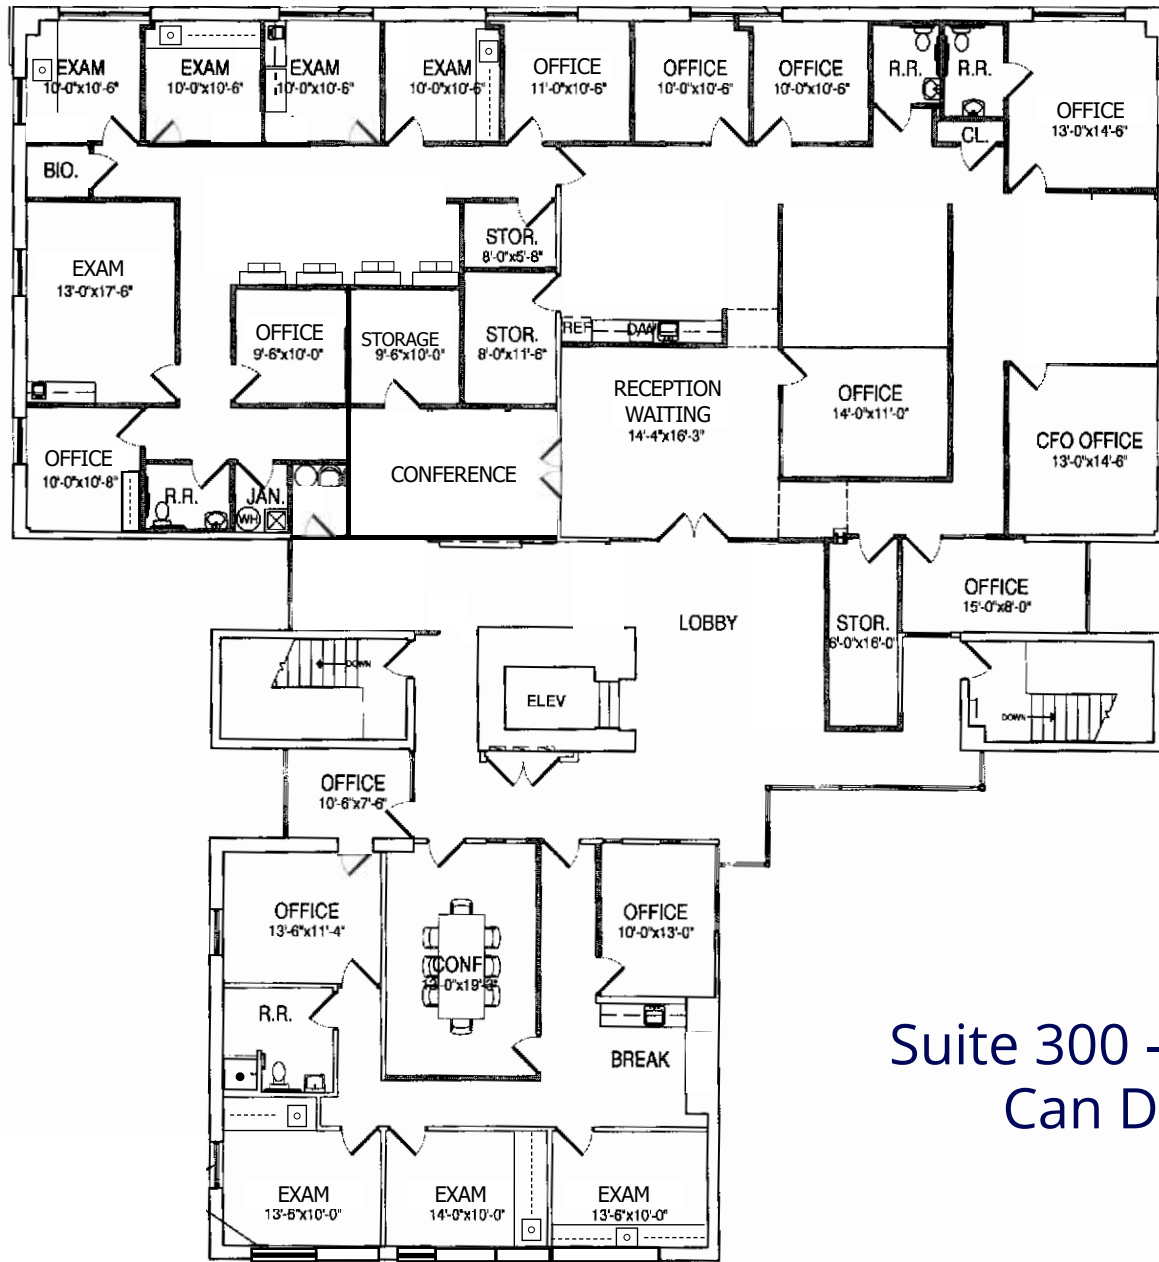 EXAM
10'-0"x10'-6"
EXAM
10'-0"x10'-6"
EXAM
10'-0"x10'-6"
EXAM
10'-0"x10'-6"
OFFICE
11'-0"x10'-6"
OFFICE
10'-0"x10'-6"
OFFICE
10'-0"x10'-6"
R.R.
R.R.
OFFICE
13'-0"x14'-6"
CL.
BIO.
EXAM
13'-0"x17'-6"
STOR.
8'-0"x5'-8"
OFFICE
9'-6"x10'-0"
STORAGE
9'-6"x10'-0"
STOR.
8'-0"x11'-6"
REF
D/W
RECEPTION
WAITING
14'-4"x16'-3"
OFFICE
14'-0"x11'-0"
CFO OFFICE
13'-0"x14'-6"
OFFICE
10'-0"x10'-8"
CONFERENCE
R.R.
JAN.
WH
OFFICE
15'-0"x8'-0"
LOBBY
STOR.
6'-0"x16'-0"
DOWN
ELEV
DOWN
OFFICE
10'-6"x7'-6"
OFFICE
13'-6"x11'-4"
CONF.
OFFICE
10'-0"x13'-0"
R.R.
BREAK
Suite 300 -
Can D
EXAM
13'-6"x10'-0"
EXAM
14'-0"x10'-0"
EXAM
13'-6"x10'-0"